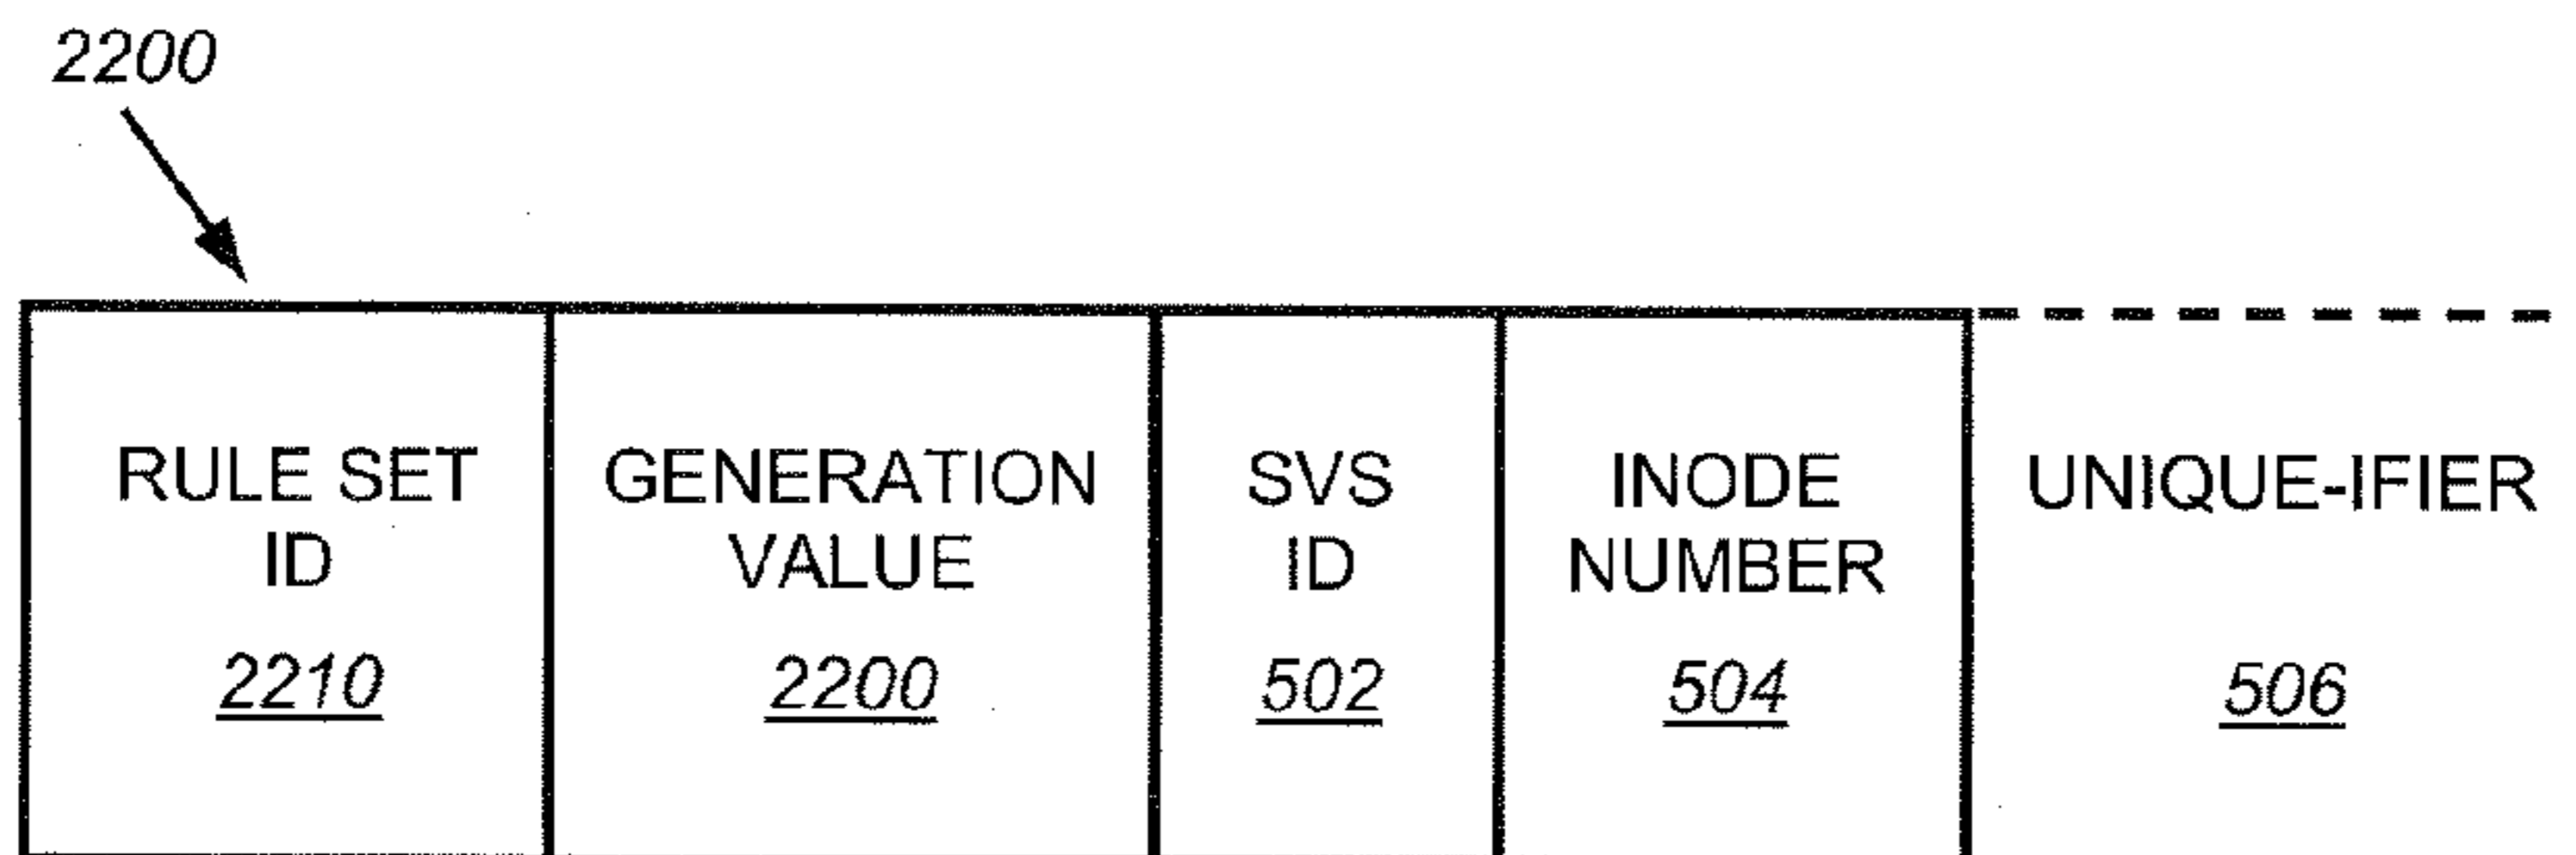 2200
RULE SET
ID
2210
GENERATION
VALUE
2200
SVS
ID
502
INODE
NUMBER
504
UNIQUE-IFIER
506